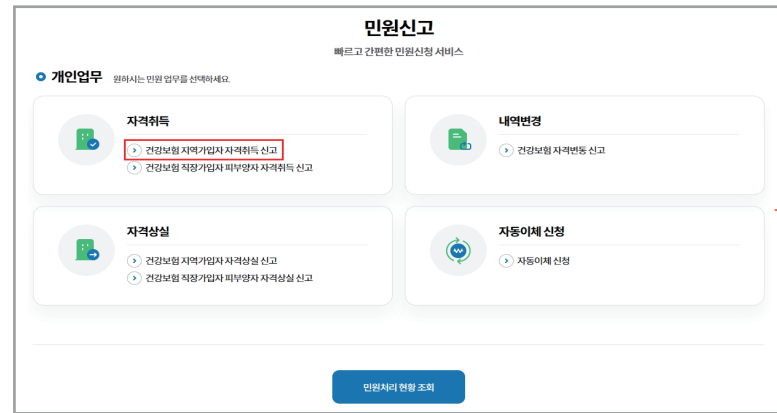 민원신고
빠르고 간편한 민원신청 서비스
개인업무 원하시는 민원 업무를 선택하세요.
자격취득
건강보험 지역가입자 자격취득 신고
건강보험 직장가입자 피부양자 자격취득 신고
내역변경
건강보험 자격변동 신고
자격상실
건강보험 지역가입자 자격상실 신고
건강보험 직장가입자 피부양자 자격상실 신고
자동이체 신청
자동이체 신청
민원처리 현황 조회